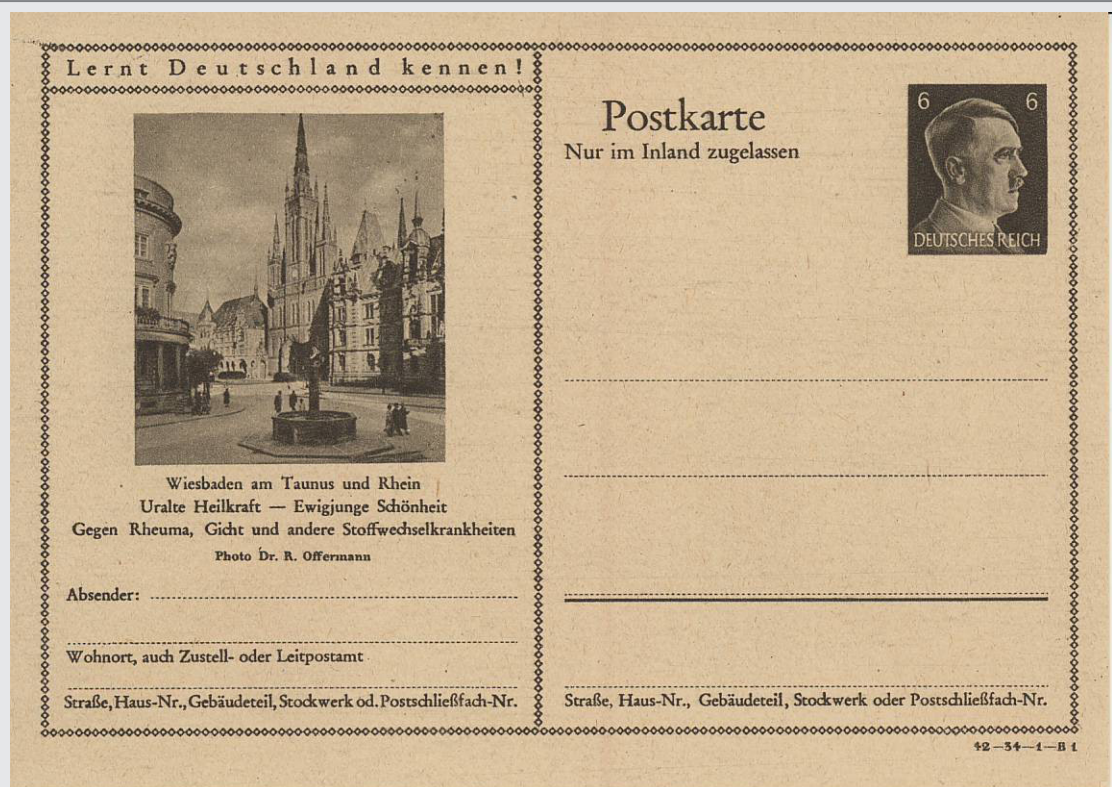 Lernt Deutschland kennen!
Wiesbaden am Taunus und Rhein
Uralte Heilkraft — Ewigjunge Schönheit
Gegen Rheuma, Gicht und andere Stoffwechselkrankheiten
Photo Dr. R. Offermann
Absender:
Wohnort, auch Zustell- oder Leitpostamt
Straße, Haus-Nr., Gebäudeteil, Stockwerk od. Postschließfach-Nr.
Postkarte
Nur im Inland zugelassen
6 6
DEUTSCHES REICH
Straße, Haus-Nr., Gebäudeteil, Stockwerk oder Postschließfach-Nr.
42—34—1—B 1